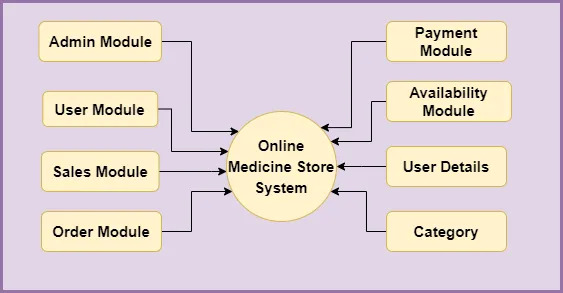 Admin Module
User Module
Sales Module
Order Module
Online
Medicine Store
System
Payment
Module
Availability
Module
User Details
Category